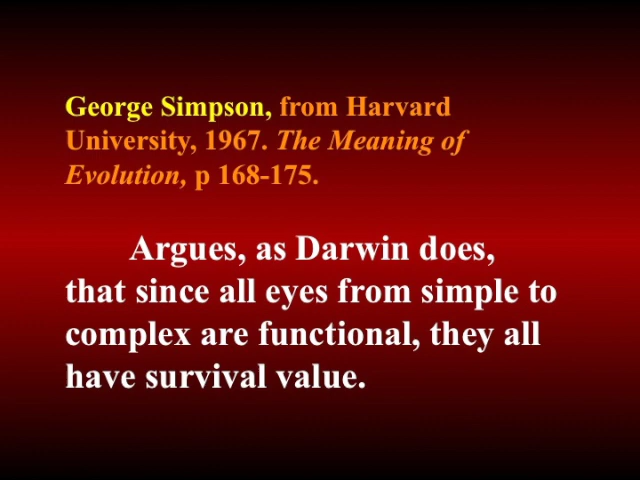 George Simpson, from Harvard
University, 1967. The Meaning of
Evolution, p 168-175.
Argues, as Darwin does,
that since all eyes from simple to
complex are functional, they all
have survival value.